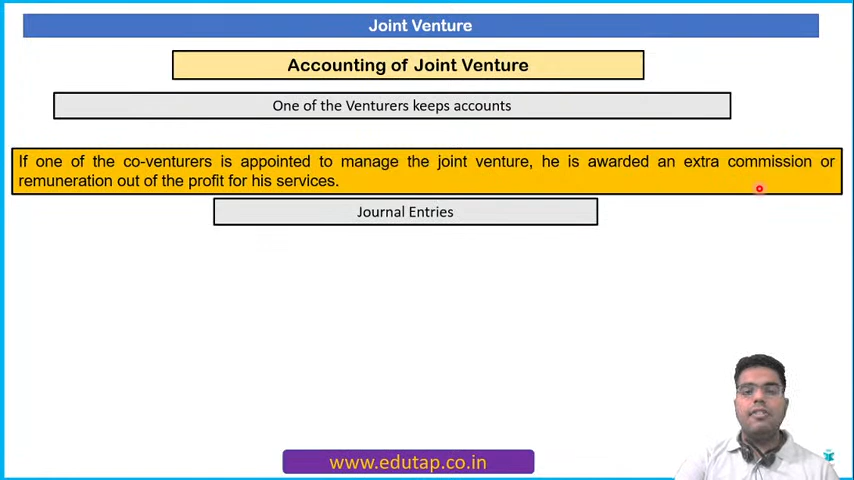 Joint Venture
Accounting of Joint Venture
One of the Venturers keeps accounts
If one of the co-venturers is appointed to manage the joint venture, he is awarded an extra commission or
remuneration out of the profit for his services.
Journal Entries
www.edutap.co.in